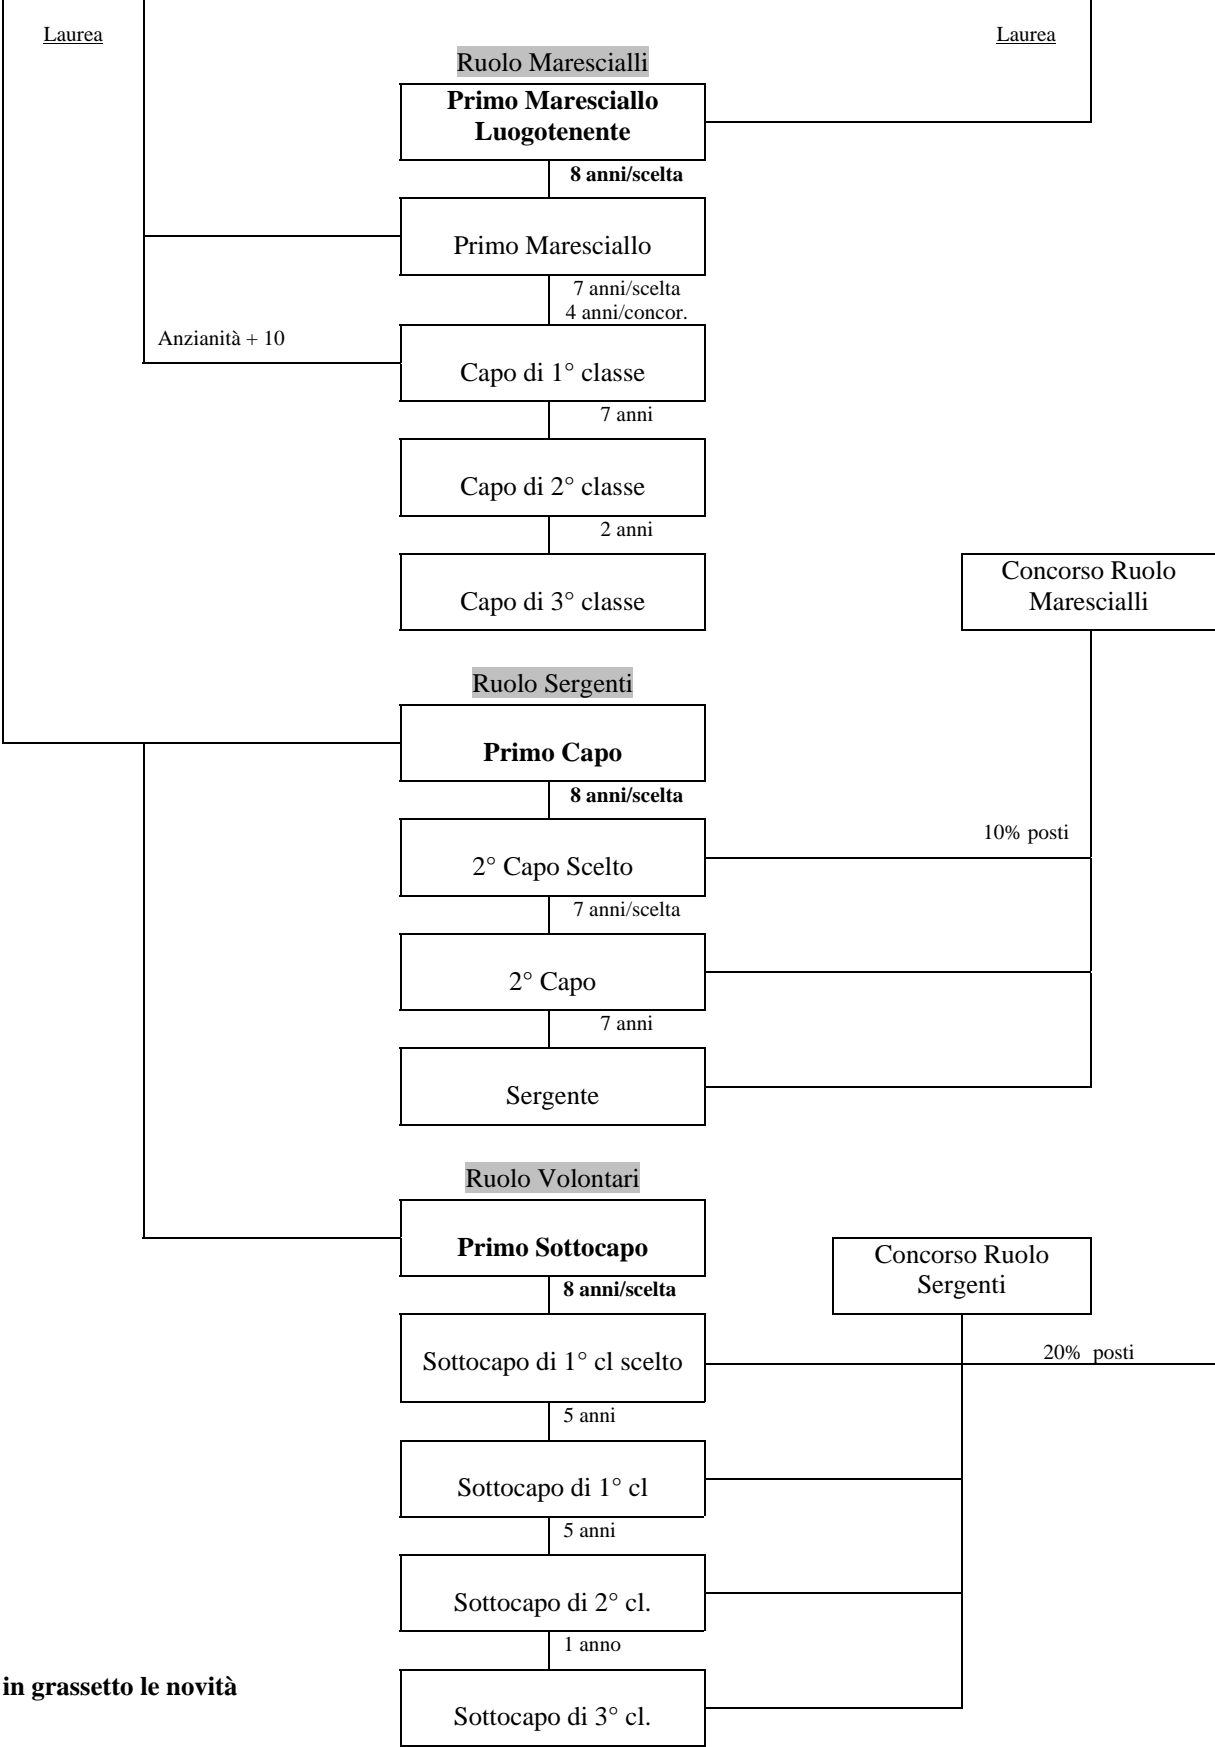 Laurea
Laurea
Ruolo Marescialli
Primo Maresciallo
Luogotenente
8 anni/scelta
Primo Maresciallo
7 anni/scelta
4 anni/concor.
Anzianità + 10
Capo di 1° classe
7 anni
Capo di 2° classe
2 anni
Capo di 3° classe
Concorso Ruolo
Marescialli
Ruolo Sergenti
Primo Capo
8 anni/scelta
10% posti
2° Capo Scelto
7 anni/scelta
2° Capo
7 anni
Sergente
Ruolo Volontari
Primo Sottocapo
Concorso Ruolo
Sergenti
8 anni/scelta
Sottocapo di 1° cl scelto
20% posti
5 anni
Sottocapo di 1° cl
5 anni
Sottocapo di 2° cl.
1 anno
in grassetto le novità
Sottocapo di 3° cl.